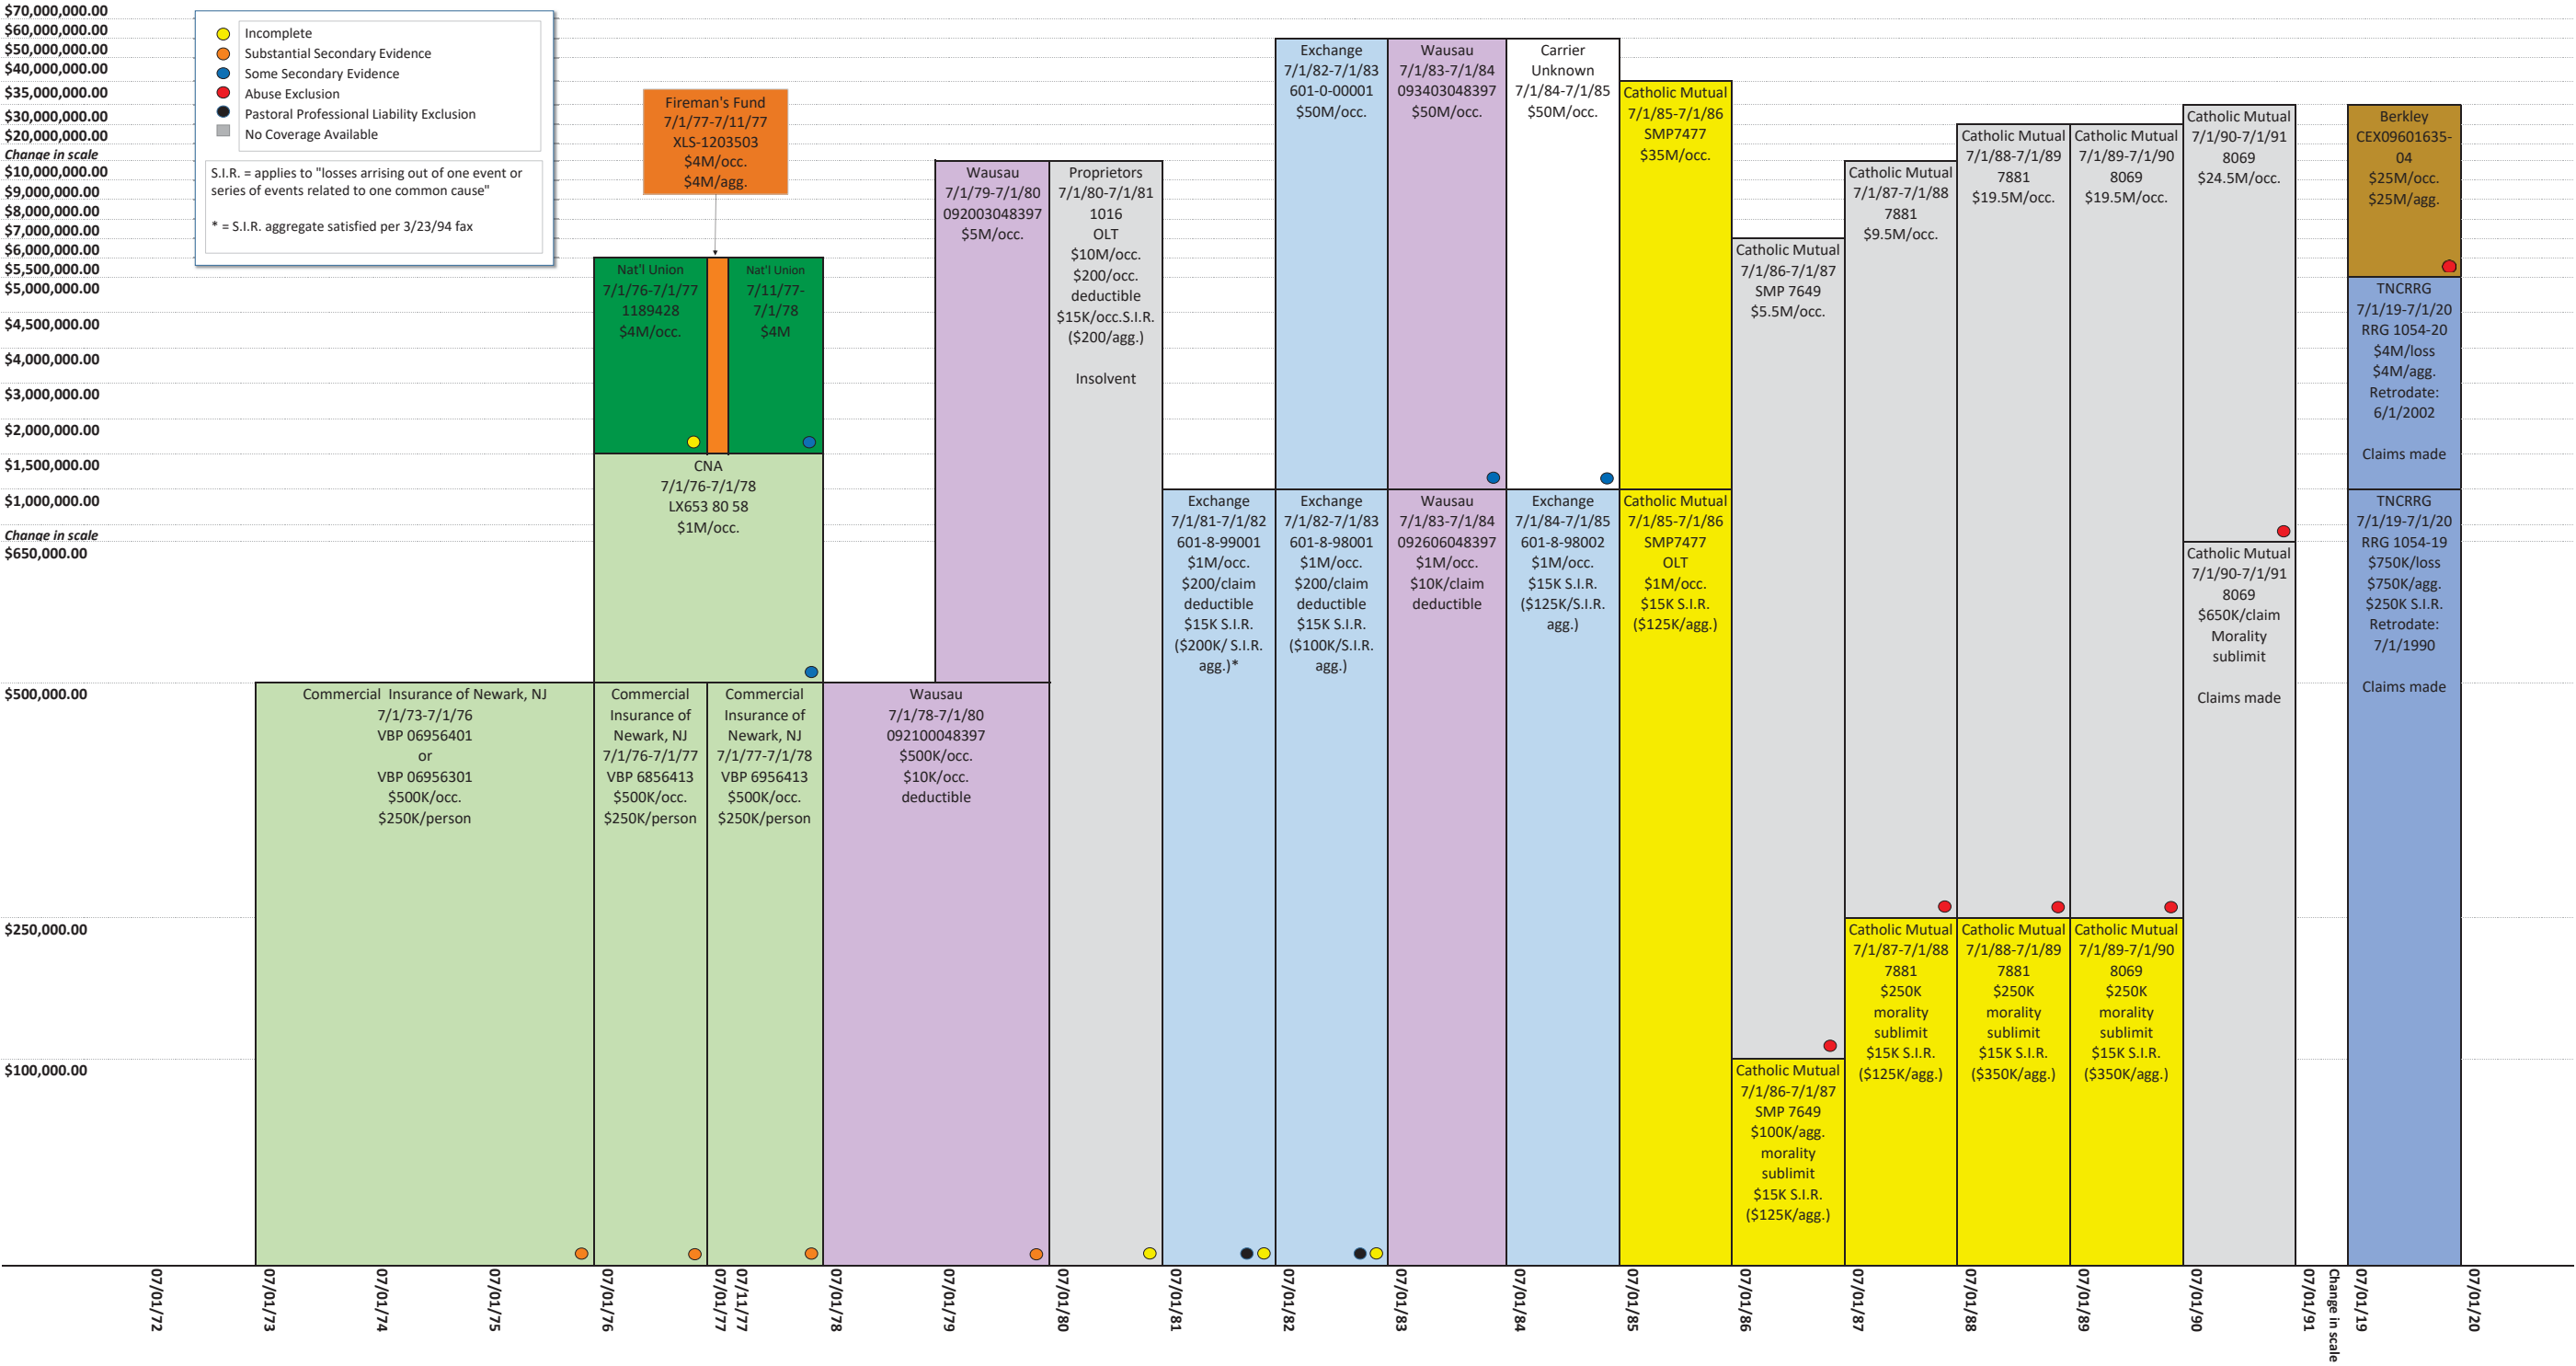 $70,000,000.00
$60,000,000.00
$50,000,000.00
$40,000,000.00
$35,000,000.00
$30,000,000.00
$20,000,000.00
Change in scale
$10,000,000.00
$9,000,000.00
$8,000,000.00
$7,000,000.00
$6,000,000.00
$5,500,000.00
$5,000,000.00
$4,500,000.00
$4,000,000.00
$3,000,000.00
$2,000,000.00
$1,500,000.00
$1,000,000.00
Change in scale
$650,000.00
$500,000.00
$250,000.00
$100,000.00
Incomplete
Substantial Secondary Evidence
Some Secondary Evidence
Abuse Exclusion
Pastoral Professional Liability Exclusion
No Coverage Available
S.I.R. = applies to "losses arrising out of one event or
series of events related to one common cause"
* = S.I.R. aggregate satisfied per 3/23/94 fax
Commercial Insurance of Newark, NJ
7/1/73-7/1/76
VBP 06956401
or
VBP 06956301
$500K/occ.
$250K/person
Fireman's Fund
7/1/77-7/11/77
XLS-1203503
$4M/occ.
$4M/agg.
Nat'l Union
7/1/76-7/1/77
1189428
$4M/occ.
Nat'l Union
7/11/77-
7/1/78
$4M
CNA
7/1/76-7/1/78
LX653 80 58
$1M/occ.
Commercial
Insurance of
Newark, NJ
7/1/76-7/1/77
VBP 6856413
$500K/occ.
$250K/person
Commercial
Insurance of
Newark, NJ
7/1/77-7/1/78
VBP 6956413
$500K/occ.
$250K/person
Wausau
7/1/79-7/1/80
092003048397
$5M/occ.
Wausau
7/1/78-7/1/80
092100048397
$500K/occ.
$10K/occ.
deductible
Proprietors
7/1/80-7/1/81
1016
OLT
$10M/occ.
$200/occ.
deductible
$15K/occ.S.I.R.
($200/agg.)
Insolvent
Exchange
7/1/81-7/1/82
601-8-99001
$1M/occ.
$200/claim
deductible
$15K S.I.R.
($200K/ S.I.R.
agg.)*
Exchange
7/1/82-7/1/83
601-0-00001
$50M/occ.
Exchange
7/1/82-7/1/83
601-8-98001
$1M/occ.
$200/claim
deductible
$15K S.I.R.
($100K/S.I.R.
agg.)
Wausau
7/1/83-7/1/84
093403048397
$50M/occ.
Wausau
7/1/83-7/1/84
092606048397
$1M/occ.
$10K/claim
deductible
Carrier
Unknown
7/1/84-7/1/85
$50M/occ.
Exchange
7/1/84-7/1/85
601-8-98002
$1M/occ.
$15K S.I.R.
($125K/S.I.R.
agg.)
Catholic Mutual
7/1/85-7/1/86
SMP7477
$35M/occ.
Catholic Mutual
7/1/85-7/1/86
SMP7477
OLT
$1M/occ.
$15K S.I.R.
($125K/agg.)
Catholic Mutual
7/1/86-7/1/87
SMP 7649
$5.5M/occ.
Catholic Mutual
7/1/86-7/1/87
SMP 7649
$100K/agg.
morality
sublimit
$15K S.I.R.
($125K/agg.)
Catholic Mutual
7/1/87-7/1/88
7881
$9.5M/occ.
Catholic Mutual
7/1/87-7/1/88
7881
$250K
morality
sublimit
$15K S.I.R.
($125K/agg.)
Catholic Mutual
7/1/88-7/1/89
7881
$19.5M/occ.
Catholic Mutual
7/1/88-7/1/89
7881
$250K
morality
sublimit
$15K S.I.R.
($350K/agg.)
Catholic Mutual
7/1/89-7/1/90
8069
$19.5M/occ.
Catholic Mutual
7/1/89-7/1/90
8069
$250K
morality
sublimit
$15K S.I.R.
($350K/agg.)
Catholic Mutual
7/1/90-7/1/91
8069
$24.5M/occ.
Catholic Mutual
7/1/90-7/1/91
8069
$650K/claim
Morality
sublimit
Claims made
Berkley
CEX09601635-
04
$25M/occ.
$25M/agg.
TNCRRG
7/1/19-7/1/20
RRG 1054-20
$4M/loss
$4M/agg.
Retrodate:
6/1/2002
Claims made
TNCRRG
7/1/19-7/1/20
RRG 1054-19
$750K/loss
$750K/agg.
$250K S.I.R.
Retrodate:
7/1/1990
Claims made
07/01/72
07/01/73
07/01/74
07/01/75
07/01/76
07/01/77
07/11/77
07/01/78
07/01/79
07/01/80
07/01/81
07/01/82
07/01/83
07/01/84
07/01/85
07/01/86
07/01/87
07/01/88
07/01/89
07/01/90
07/01/91
Change in scale
07/01/19
07/01/20